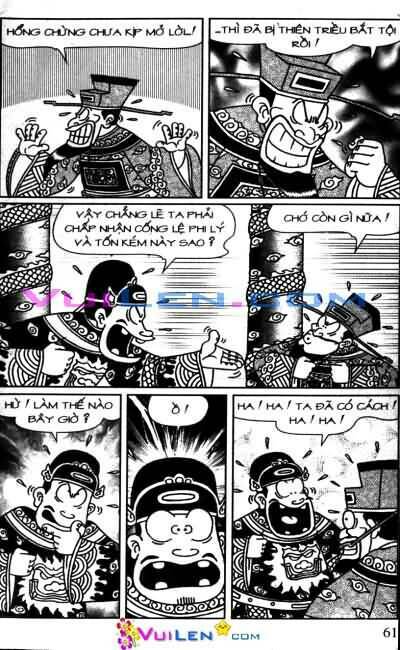 HỔNG CHỪNG CHƯA KỊP MỞ LỜI..!
...THÌ ĐÃ BỊ THIÊN TRIỀU BẮT TỘI
RỒI!
VẬY CHẲNG LẼ TA PHẢI
CHẤP NHẬN CỐNG LỆ PHI LÝ
VÀ TỐN KÉM NÀY SAO?
CHỚ CÒN GÌ NỮA!
VUILEN.COM
HỪ! LÀM THẾ NÀO
BÂY GIỜ?
Ồ!
HA! HA! TA ĐÃ CÓ CÁCH!
HA! HA!
61
VUILEN.COM